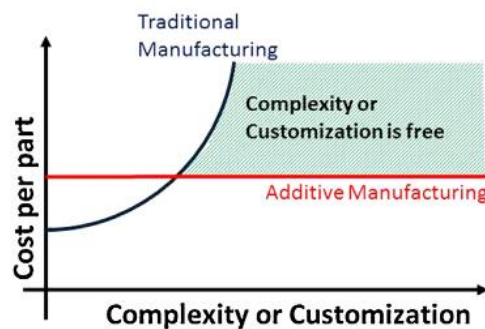 Traditional
Manufacturing
Complexity or
Customization is free
Additive Manufacturing
Cost per part
Complexity or Customization